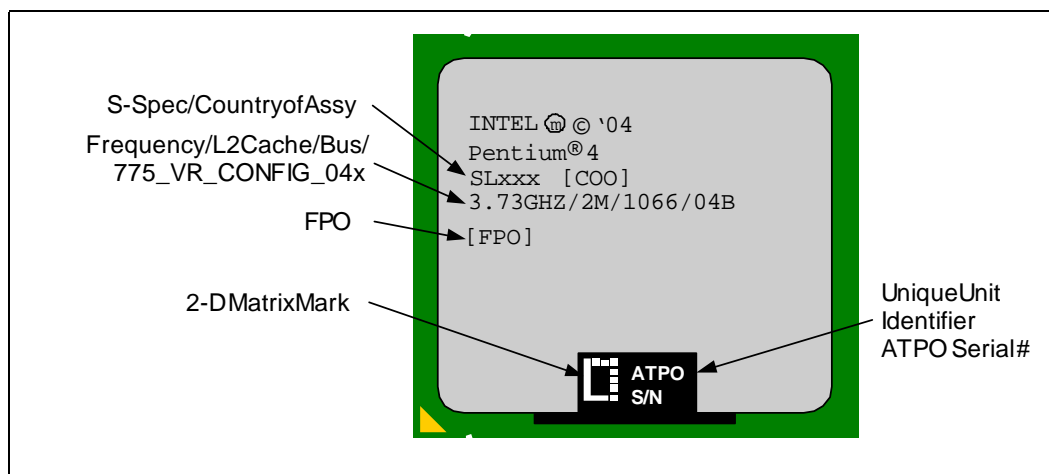 S-Spec/CountryofAssy
Frequency/L2Cache/Bus/
775_VR_CONFIG_04x
FPO
2-DMatrixMark
INTEL ⓜ © '04
Pentium®4
SLxxx [COO]
3.73GHZ/2M/1066/04B
[FPO]
ATPO
S/N
UniqueUnit
Identifier
ATPO Serial#